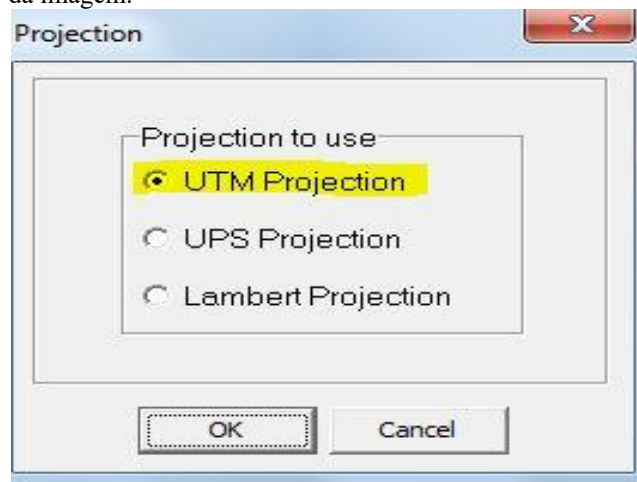 da imagem.
Projection
Projection to use
UTM Projection
UPS Projection
Lambert Projection
OK
Cancel